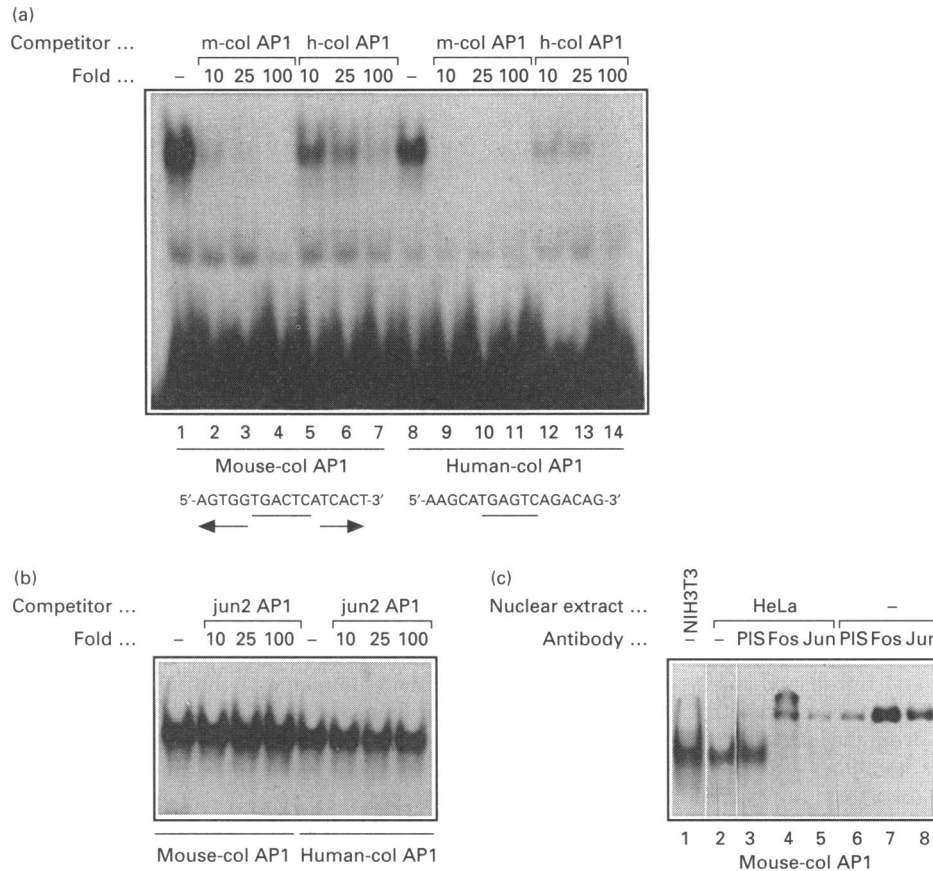 (a)
Competitor ... m-col AP1 h-col AP1 m-col AP1 h-col AP1
Fold ... – 10 25 100 10 25 100 – 10 25 100 10 25 100
1 2 3 4 5 6 7 8 9 10 11 12 13 14
Mouse-col AP1 Human-col AP1
5′-AGTGGTGACTCATCACT-3′ 5′-AAGCATGAGTCAGACAG-3′
(b)
Competitor ... jun2 AP1 jun2 AP1
Fold ... – 10 25 100 – 10 25 100
Mouse-col AP1 Human-col AP1
(c)
Nuclear extract ... NIH3T3 HeLa –
Antibody ... – – PIS Fos Jun PIS Fos Jun
1 2 3 4 5 6 7 8
Mouse-col AP1